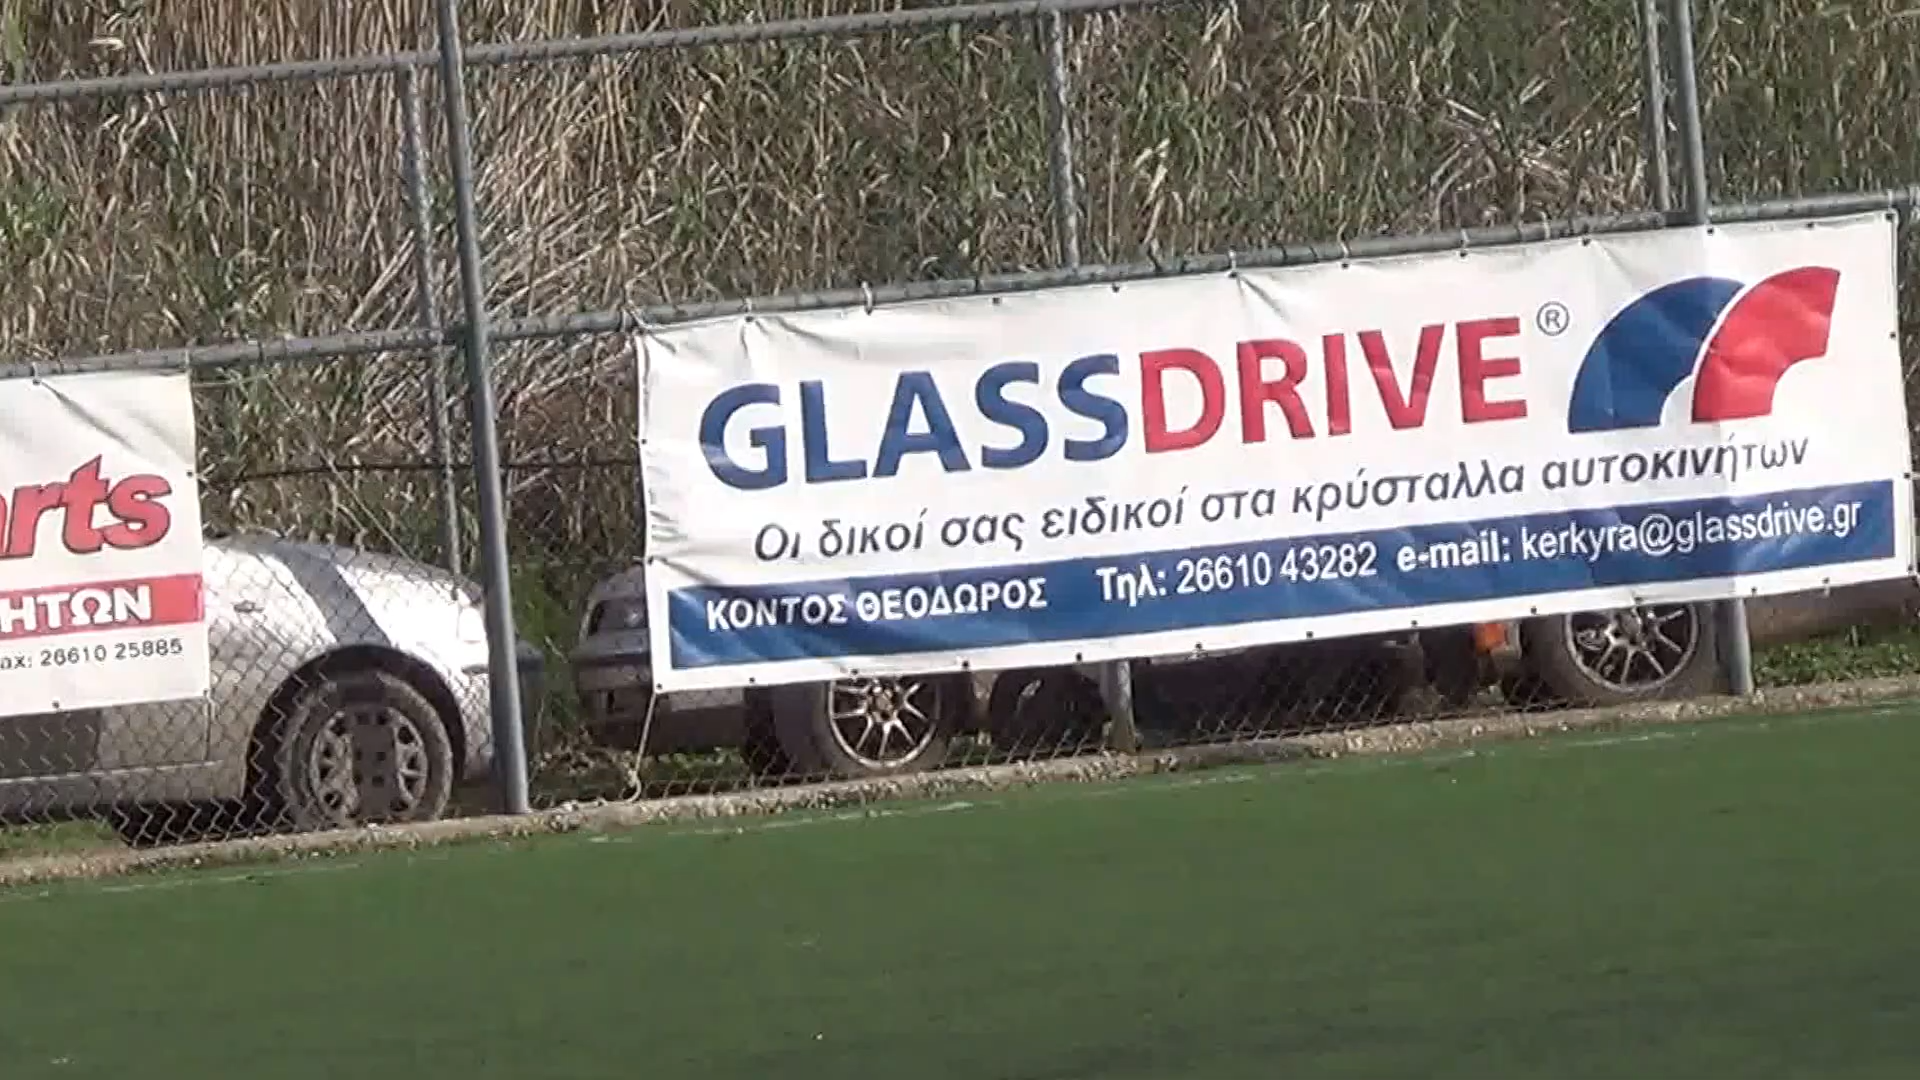 arts
ΗΤΩΝ
ax: 26610 25885
GLASSDRIVE®
Οι δικοί σας ειδικοί στα κρύσταλλα αυτοκινήτων
ΚΟΝΤΟΣ ΘΕΟΔΩΡΟΣ Τηλ: 26610 43282 e-mail: kerkyra@glassdrive.gr